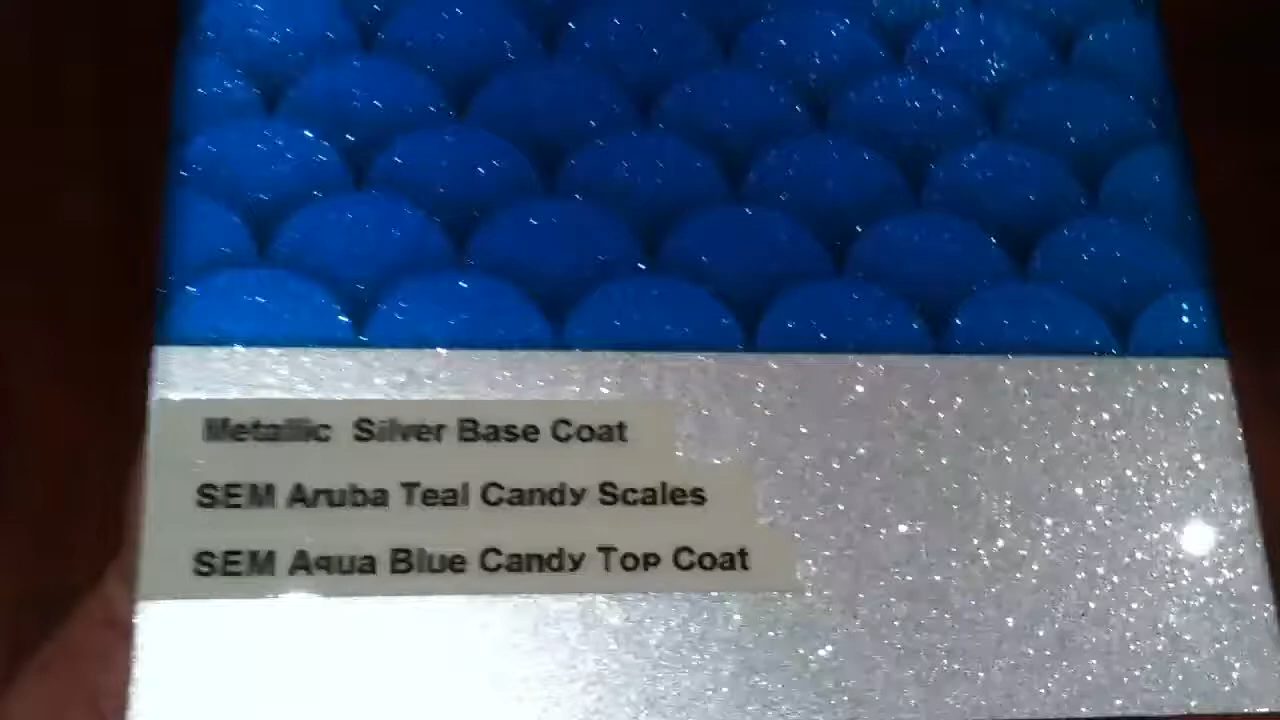 Metallic Silver Base Coat
SEM Aruba Teal Candy Scales
SEM Aqua Blue Candy Top Coat